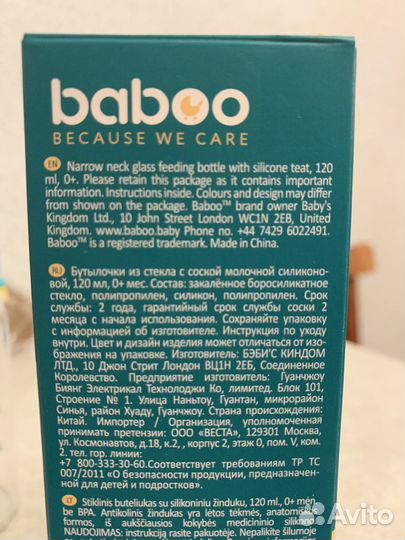 baboo
BECAUSE WE CARE
EN Narrow neck glass feeding bottle with silicone teat, 120
ml, 0+. Please retain this package as it contains important
information. Instructions inside. Colours and design may differ
from shown on the package. Baboo™ brand owner Baby's
Kingdom Ltd., 10 John Street London WC1N 2EB, United
Kingdom. www.baboo.baby Phone no. +44 7429 6022491.
Baboo™ is a registered trademark. Made in China.
RU Бутылочки из стекла с соской молочной силиконо-
вой, 120 мл, 0+ мес. Состав: закалённое боросиликатное
стекло, полипропилен, силикон, полипропилен. Срок
службы: 2 года, гарантийный срок службы соски 2
месяца с начала использования. Сохраняйте упаковку
с информацией об изготовителе. Инструкция по уходу
внутри. Цвет и дизайн изделия может отличаться от изоб-
ражения на упаковке. Изготовитель: БЭБИ'С КИНДОМ
ЛТД., 10 Джон Стрит Лондон ВЦ1Н 2ЕБ, Соединенное
Королевство. Предприятие изготовитель: Гуанчжоу
Биянг Электрикал Технолоджи Ко, лимитед. Блок 101,
Строение № 1. Улица Наньтоу, Гуантан, микрорайон
Синья, район Хуаду, Гуанчжоу. Страна происхождения:
Китай. Импортер / Организация, уполномоченная
принимать претензии: ООО «ВЕСТА», 129301 Москва,
ул. Космонавтов, д.18, к.2., корпус 2, этаж 0, пом. V, ком.
2. тел. гор. линии:
+7 800-333-30-60.Соответствует требованиям ТР ТС
007/2011 «О безопасности продукции, предназначен-
ной для детей и подростков».
LT Stiklinis buteliukas su silikoniniu žinduku, 120 ml., 0+ mėn,
be BPA. Antikolinis žindukas yra lėtos tėkmės, anatomiškos
formos, iš aukščiausios kokybės medicininio silikono.
NAUDOJIMAS: instrukciją rasite pakuotėje. Nepalikite šilumoje
Avito